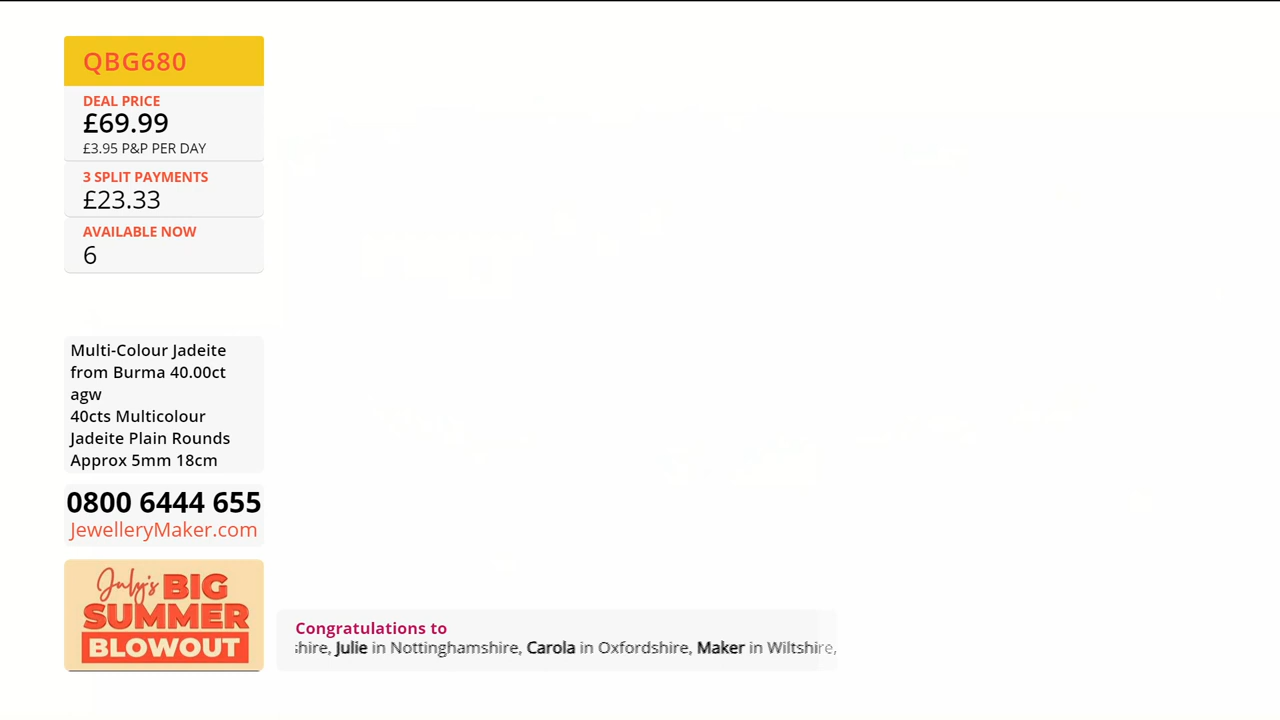 QBG680
DEAL PRICE
£69.99
£3.95 P&P PER DAY
3 SPLIT PAYMENTS
£23.33
AVAILABLE NOW
6
Multi-Colour Jadeite
from Burma 40.00ct
agw
40cts Multicolour
Jadeite Plain Rounds
Approx 5mm 18cm
0800 6444 655
JewelleryMaker.com
July's BIG
SUMMER
BLOWOUT
Congratulations to
shire, Julie in Nottinghamshire, Carola in Oxfordshire, Maker in Wiltshire,